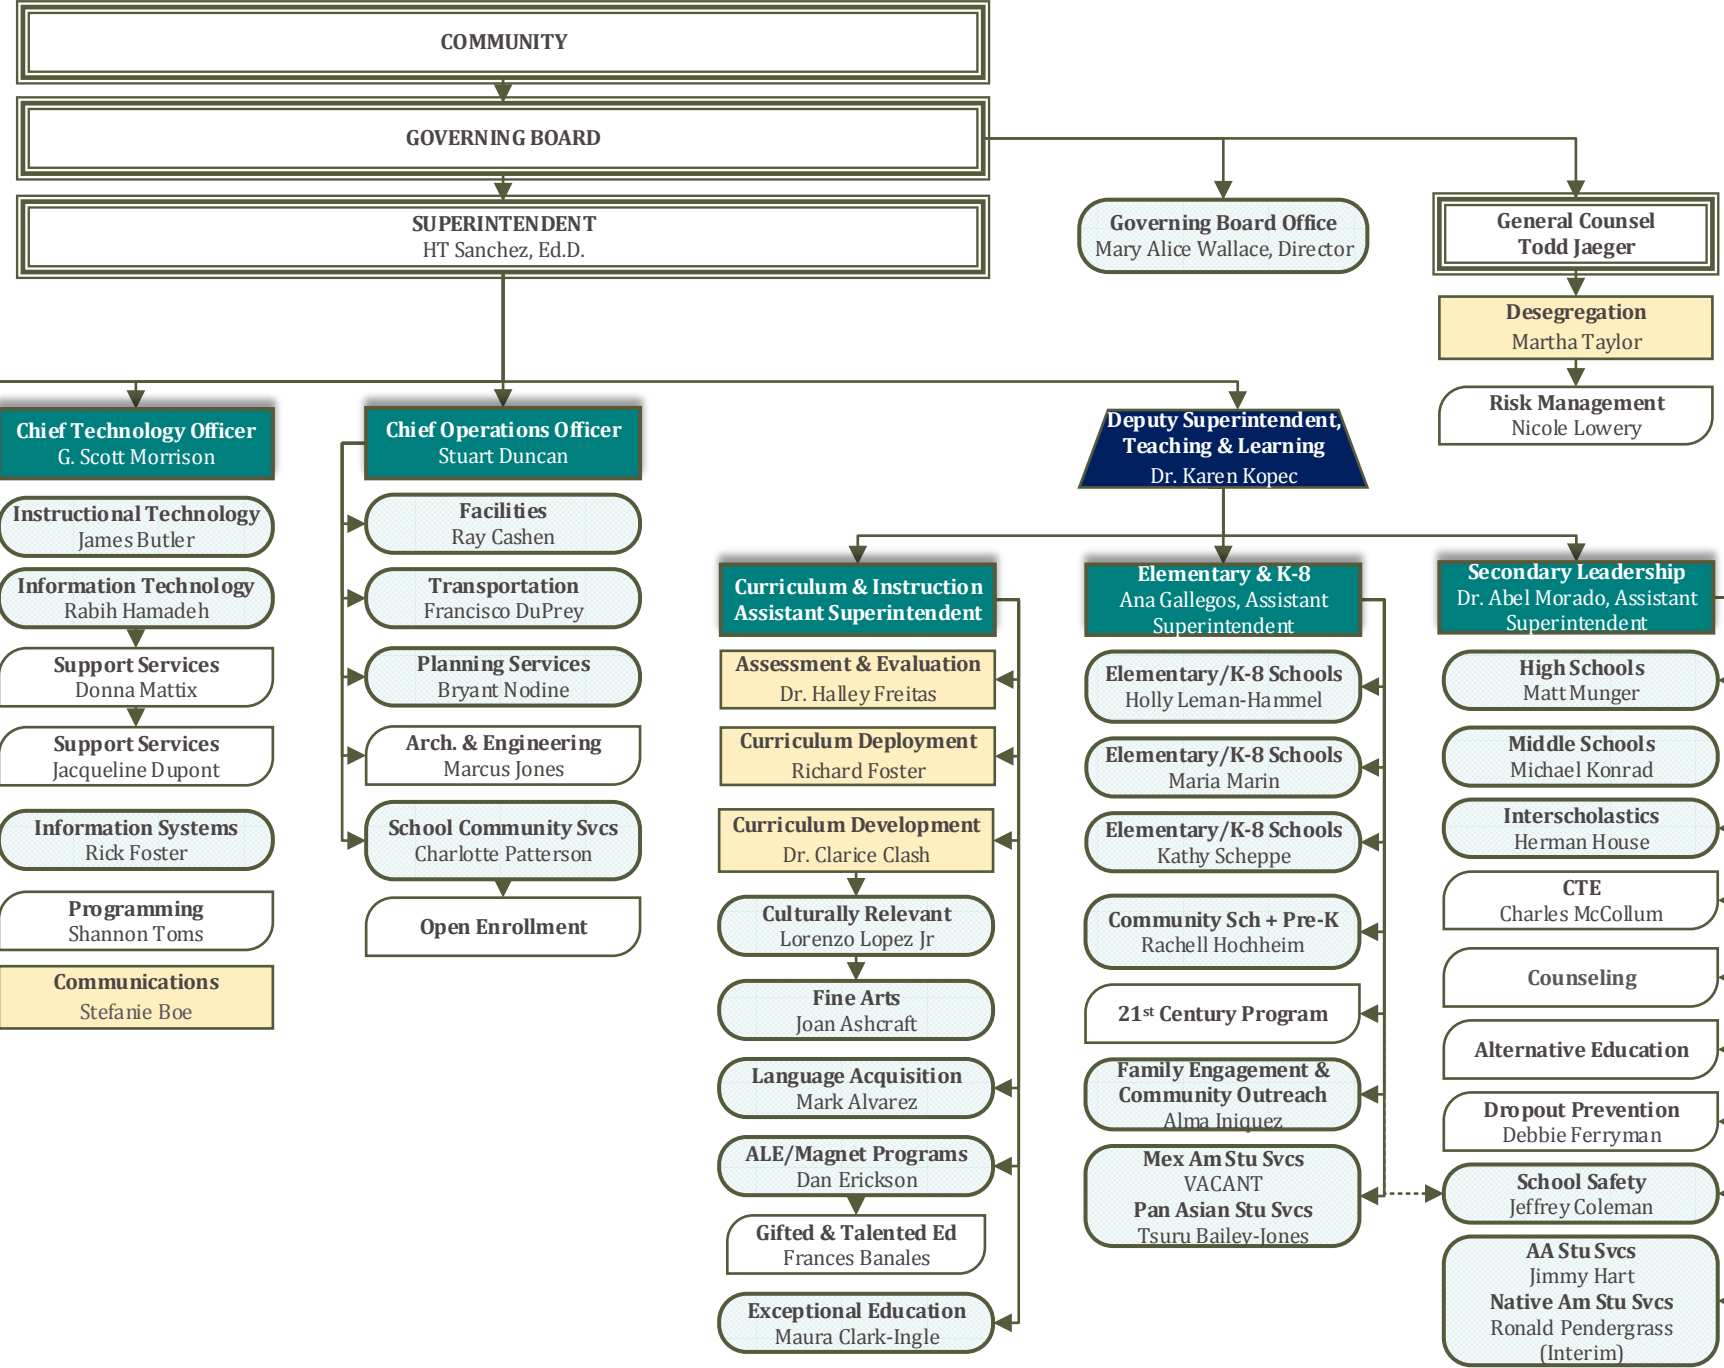 COMMUNITY
GOVERNING BOARD
SUPERINTENDENT
HT Sanchez, Ed.D.
Governing Board Office
Mary Alice Wallace, Director
General Counsel
Todd Jaeger
Desegregation
Martha Taylor
Risk Management
Nicole Lowery
Chief Technology Officer
G. Scott Morrison
Instructional Technology
James Butler
Information Technology
Rabih Hamadeh
Support Services
Donna Mattix
Support Services
Jacqueline Dupont
Information Systems
Rick Foster
Programming
Shannon Toms
Communications
Stefanie Boe
Chief Operations Officer
Stuart Duncan
Facilities
Ray Cashen
Transportation
Francisco DuPrey
Planning Services
Bryant Nodine
Arch. & Engineering
Marcus Jones
School Community Svcs
Charlotte Patterson
Open Enrollment
Deputy Superintendent,
Teaching & Learning
Dr. Karen Kopec
Curriculum & Instruction
Assistant Superintendent
Assessment & Evaluation
Dr. Halley Freitas
Curriculum Deployment
Richard Foster
Curriculum Development
Dr. Clarice Clash
Culturally Relevant
Lorenzo Lopez Jr
Fine Arts
Joan Ashcraft
Language Acquisition
Mark Alvarez
ALE/Magnet Programs
Dan Erickson
Gifted & Talented Ed
Frances Banales
Exceptional Education
Maura Clark-Ingle
Elementary & K-8
Ana Gallegos, Assistant
Superintendent
Elementary/K-8 Schools
Holly Leman-Hammel
Elementary/K-8 Schools
Maria Marin
Elementary/K-8 Schools
Kathy Scheppe
Community Sch + Pre-K
Rachell Hochheim
21st Century Program
Family Engagement &
Community Outreach
Alma Iniquez
Mex Am Stu Svcs
VACANT
Pan Asian Stu Svcs
Tsuru Bailey-Jones
Secondary Leadership
Dr. Abel Morado, Assistant
Superintendent
High Schools
Matt Munger
Middle Schools
Michael Konrad
Interscholastics
Herman House
CTE
Charles McCollum
Counseling
Alternative Education
Dropout Prevention
Debbie Ferryman
School Safety
Jeffrey Coleman
AA Stu Svcs
Jimmy Hart
Native Am Stu Svcs
Ronald Pendergrass
(Interim)